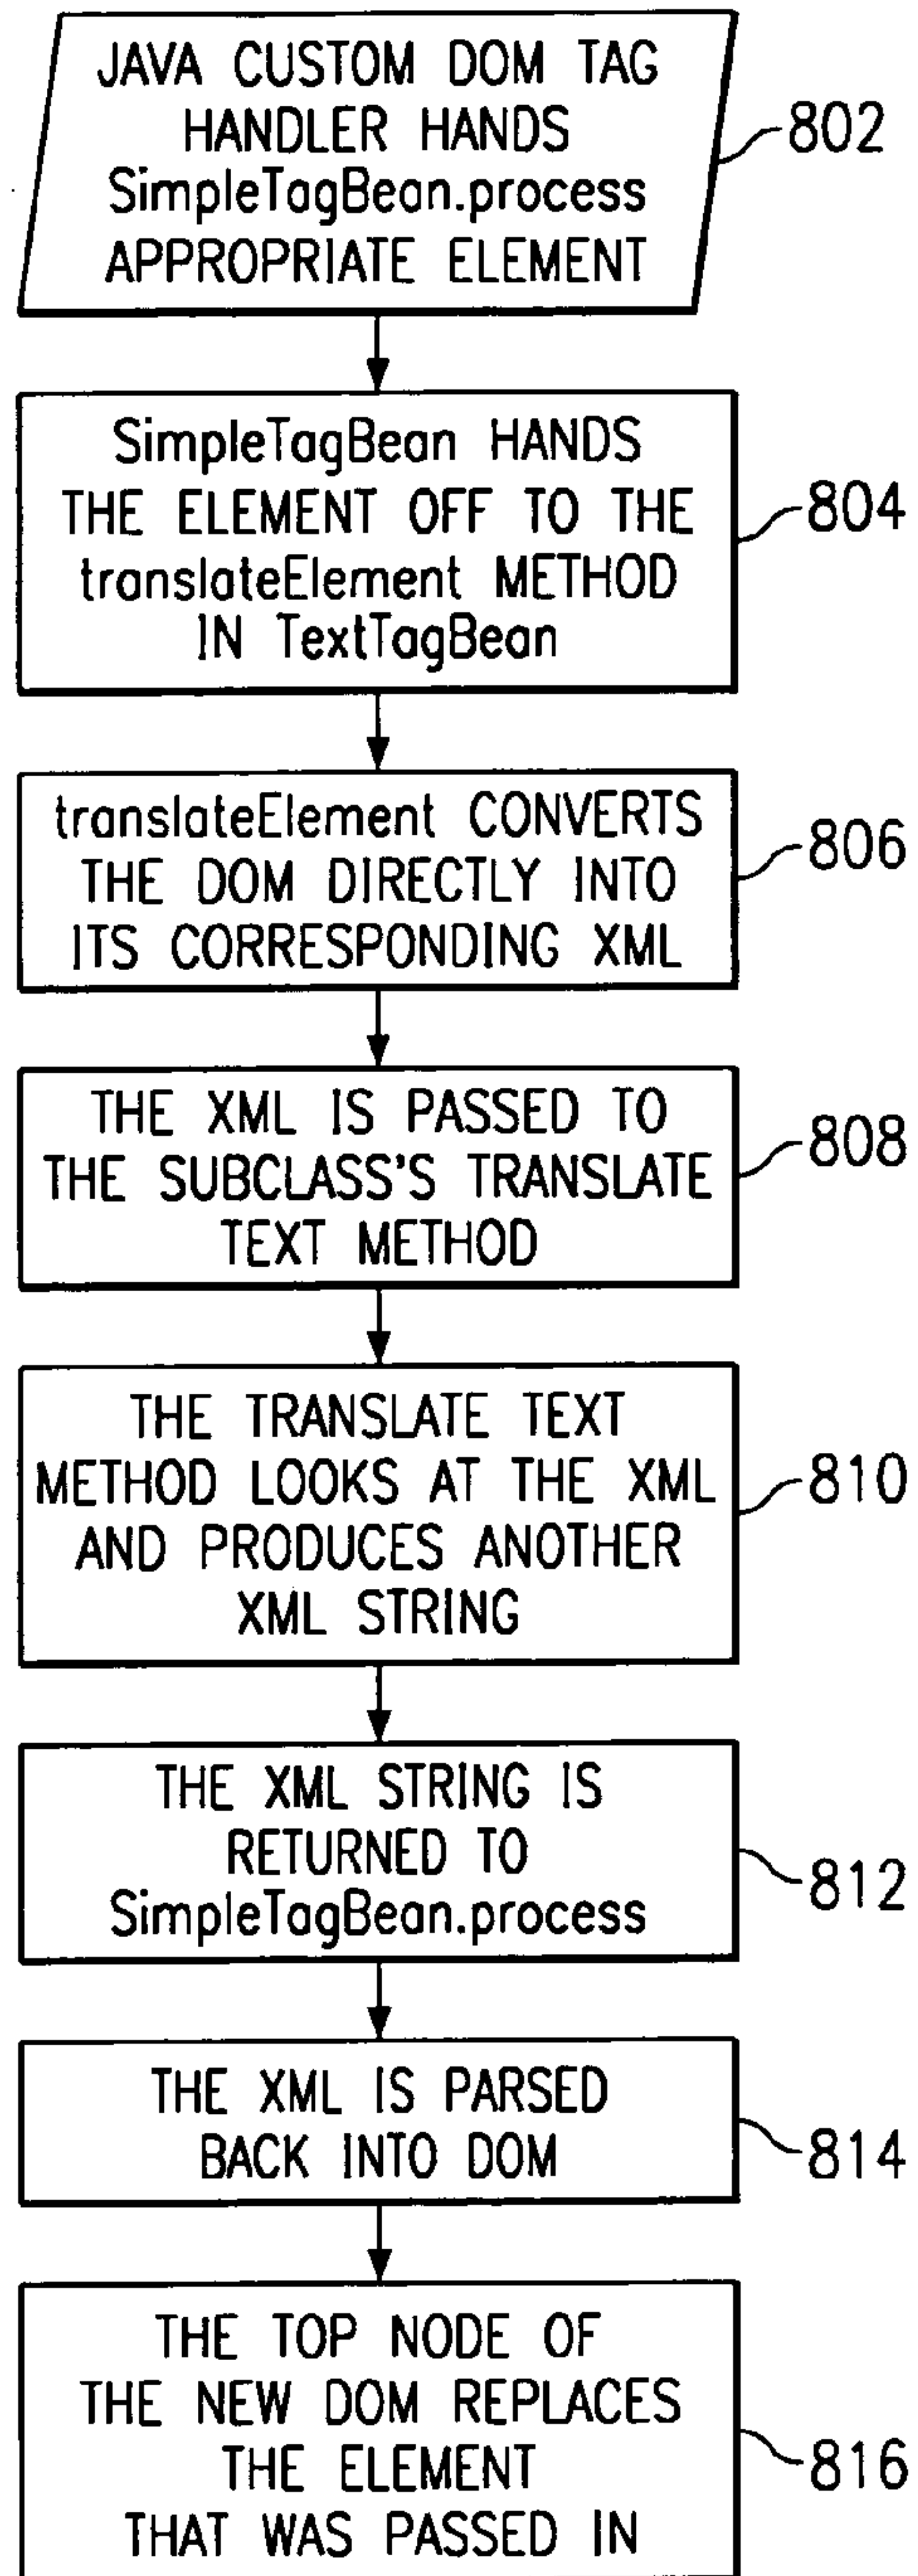 JAVA CUSTOM DOM TAG
HANDLER HANDS
SimpleTagBean.process
APPROPRIATE ELEMENT
802
SimpleTagBean HANDS
THE ELEMENT OFF TO THE
translateElement METHOD
IN TextTagBean
804
translateElement CONVERTS
THE DOM DIRECTLY INTO
ITS CORRESPONDING XML
806
THE XML IS PASSED TO
THE SUBCLASS'S TRANSLATE
TEXT METHOD
808
THE TRANSLATE TEXT
METHOD LOOKS AT THE XML
AND PRODUCES ANOTHER
XML STRING
810
THE XML STRING IS
RETURNED TO
SimpleTagBean.process
812
THE XML IS PARSED
BACK INTO DOM
814
THE TOP NODE OF
THE NEW DOM REPLACES
THE ELEMENT
THAT WAS PASSED IN
816